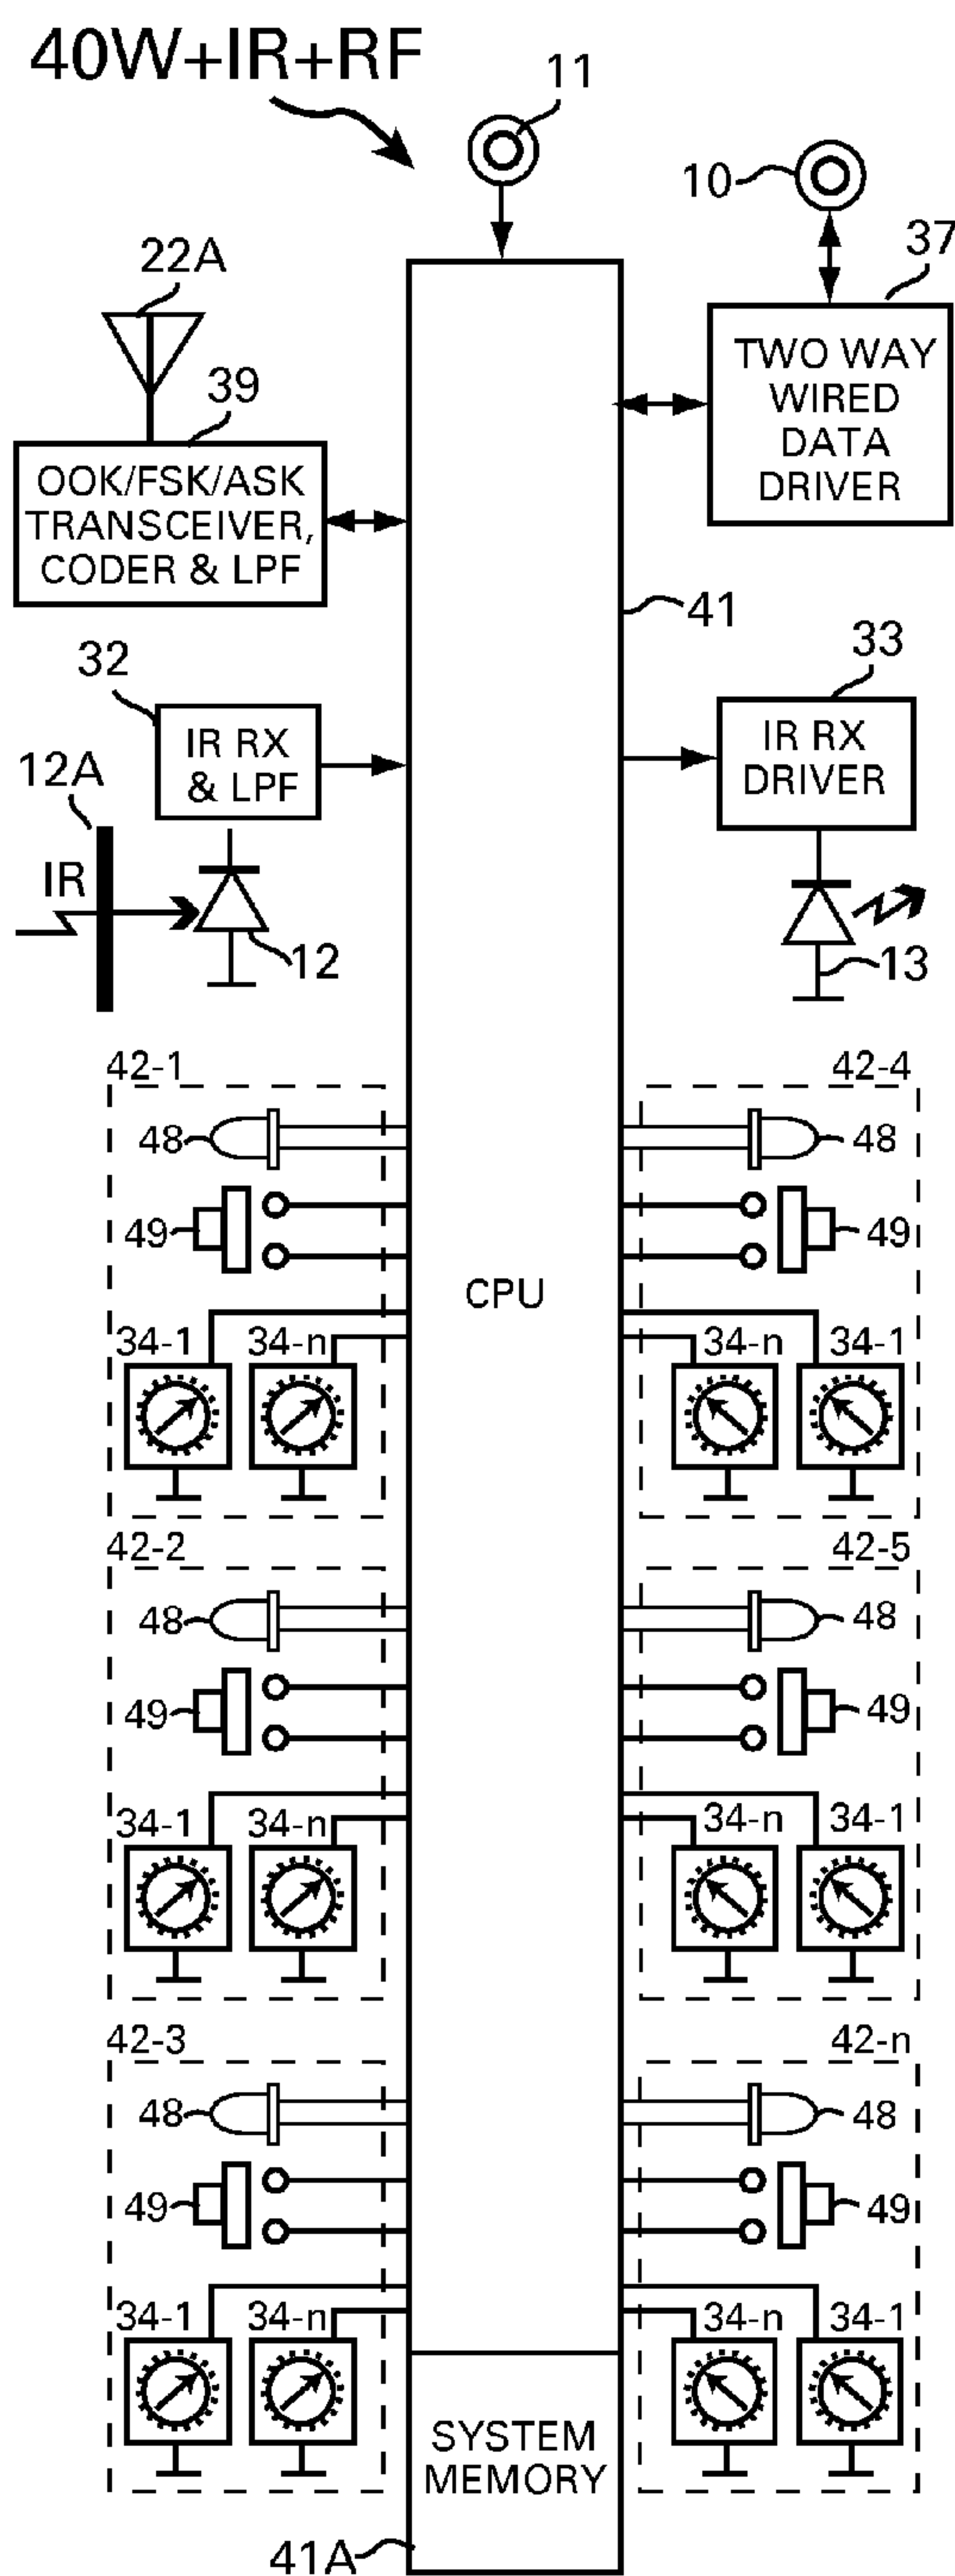 40W+IR+RF
11
10
37
22A
TWO WAY
WIRED
DATA
DRIVER
39
OOK/FSK/ASK
TRANSCEIVER,
CODER & LPF
41
32
33
IR RX
& LPF
IR RX
DRIVER
12A
IR
12
13
42-1
42-4
48
48
49
49
CPU
34-1
34-n
34-n
34-1
42-2
42-5
48
48
49
49
34-1
34-n
34-n
34-1
42-3
42-n
48
48
49
49
34-1
34-n
34-n
34-1
SYSTEM
MEMORY
41A